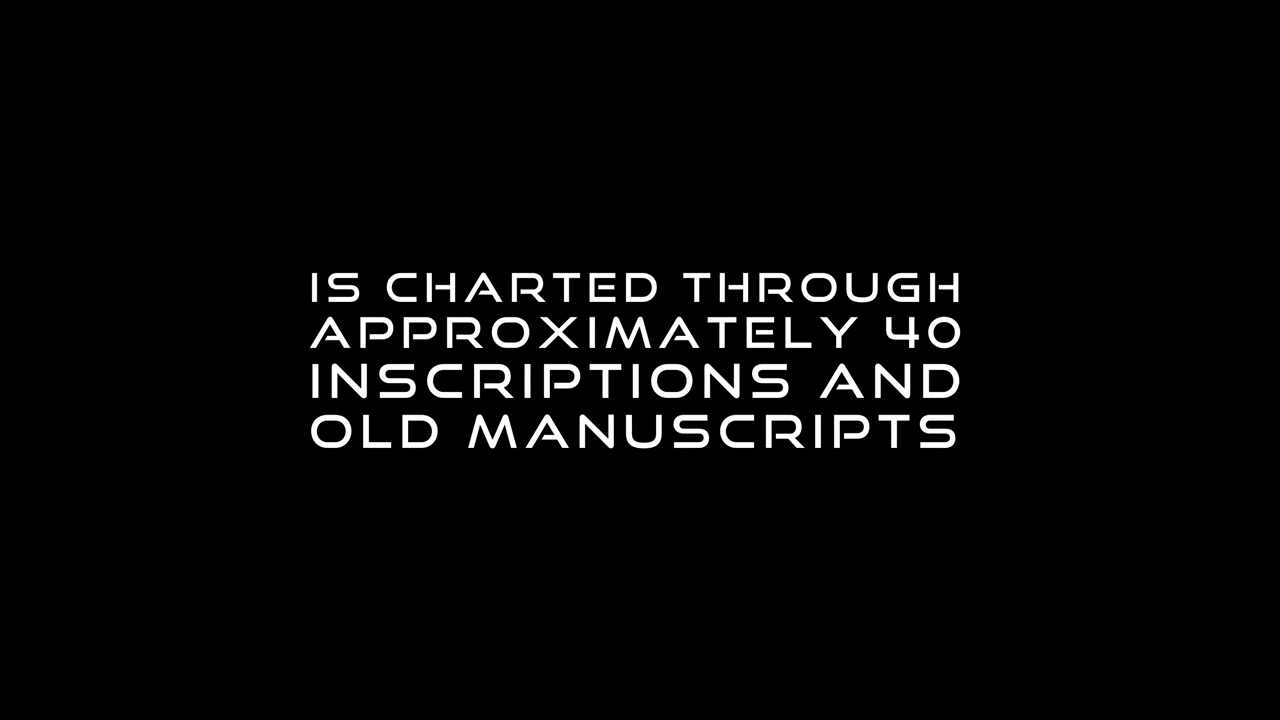 IS CHARTED THROUGH
APPROXIMATELY 40
INSCRIPTIONS AND
OLD MANUSCRIPTS